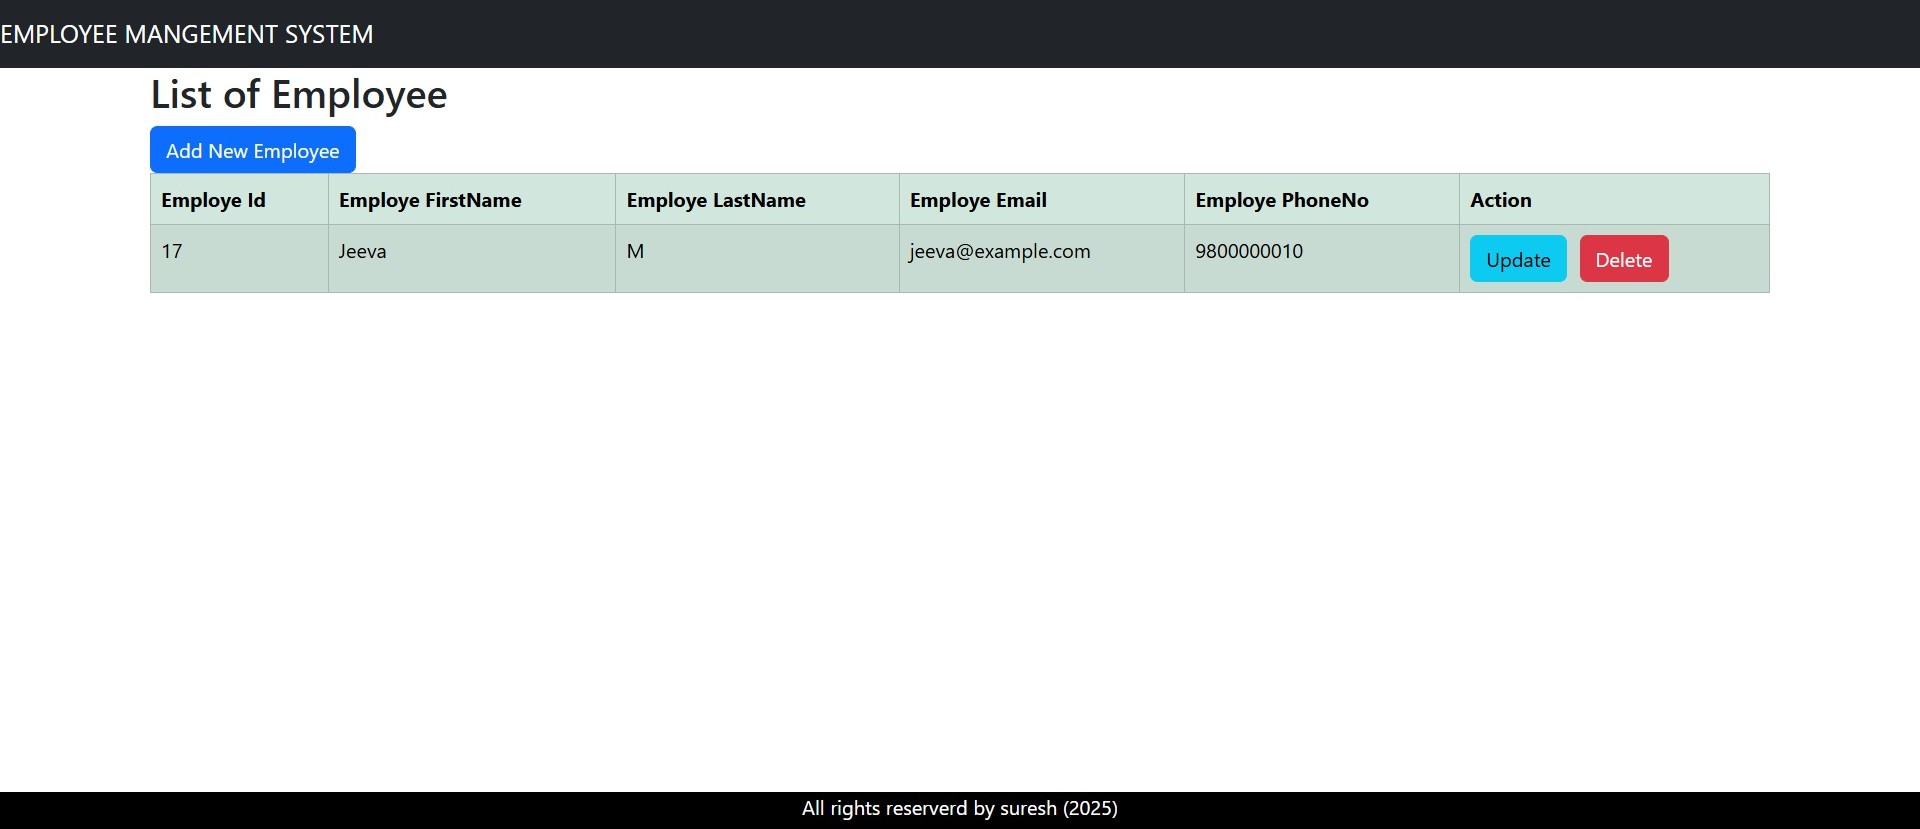 EMPLOYEE MANGEMENT SYSTEM
List of Employee
Add New Employee
Employe Id Employe FirstName Employe LastName Employe Email Employe PhoneNo Action
17 Jeeva M jeeva@example.com 9800000010 Update Delete
All rights reserverd by suresh (2025)